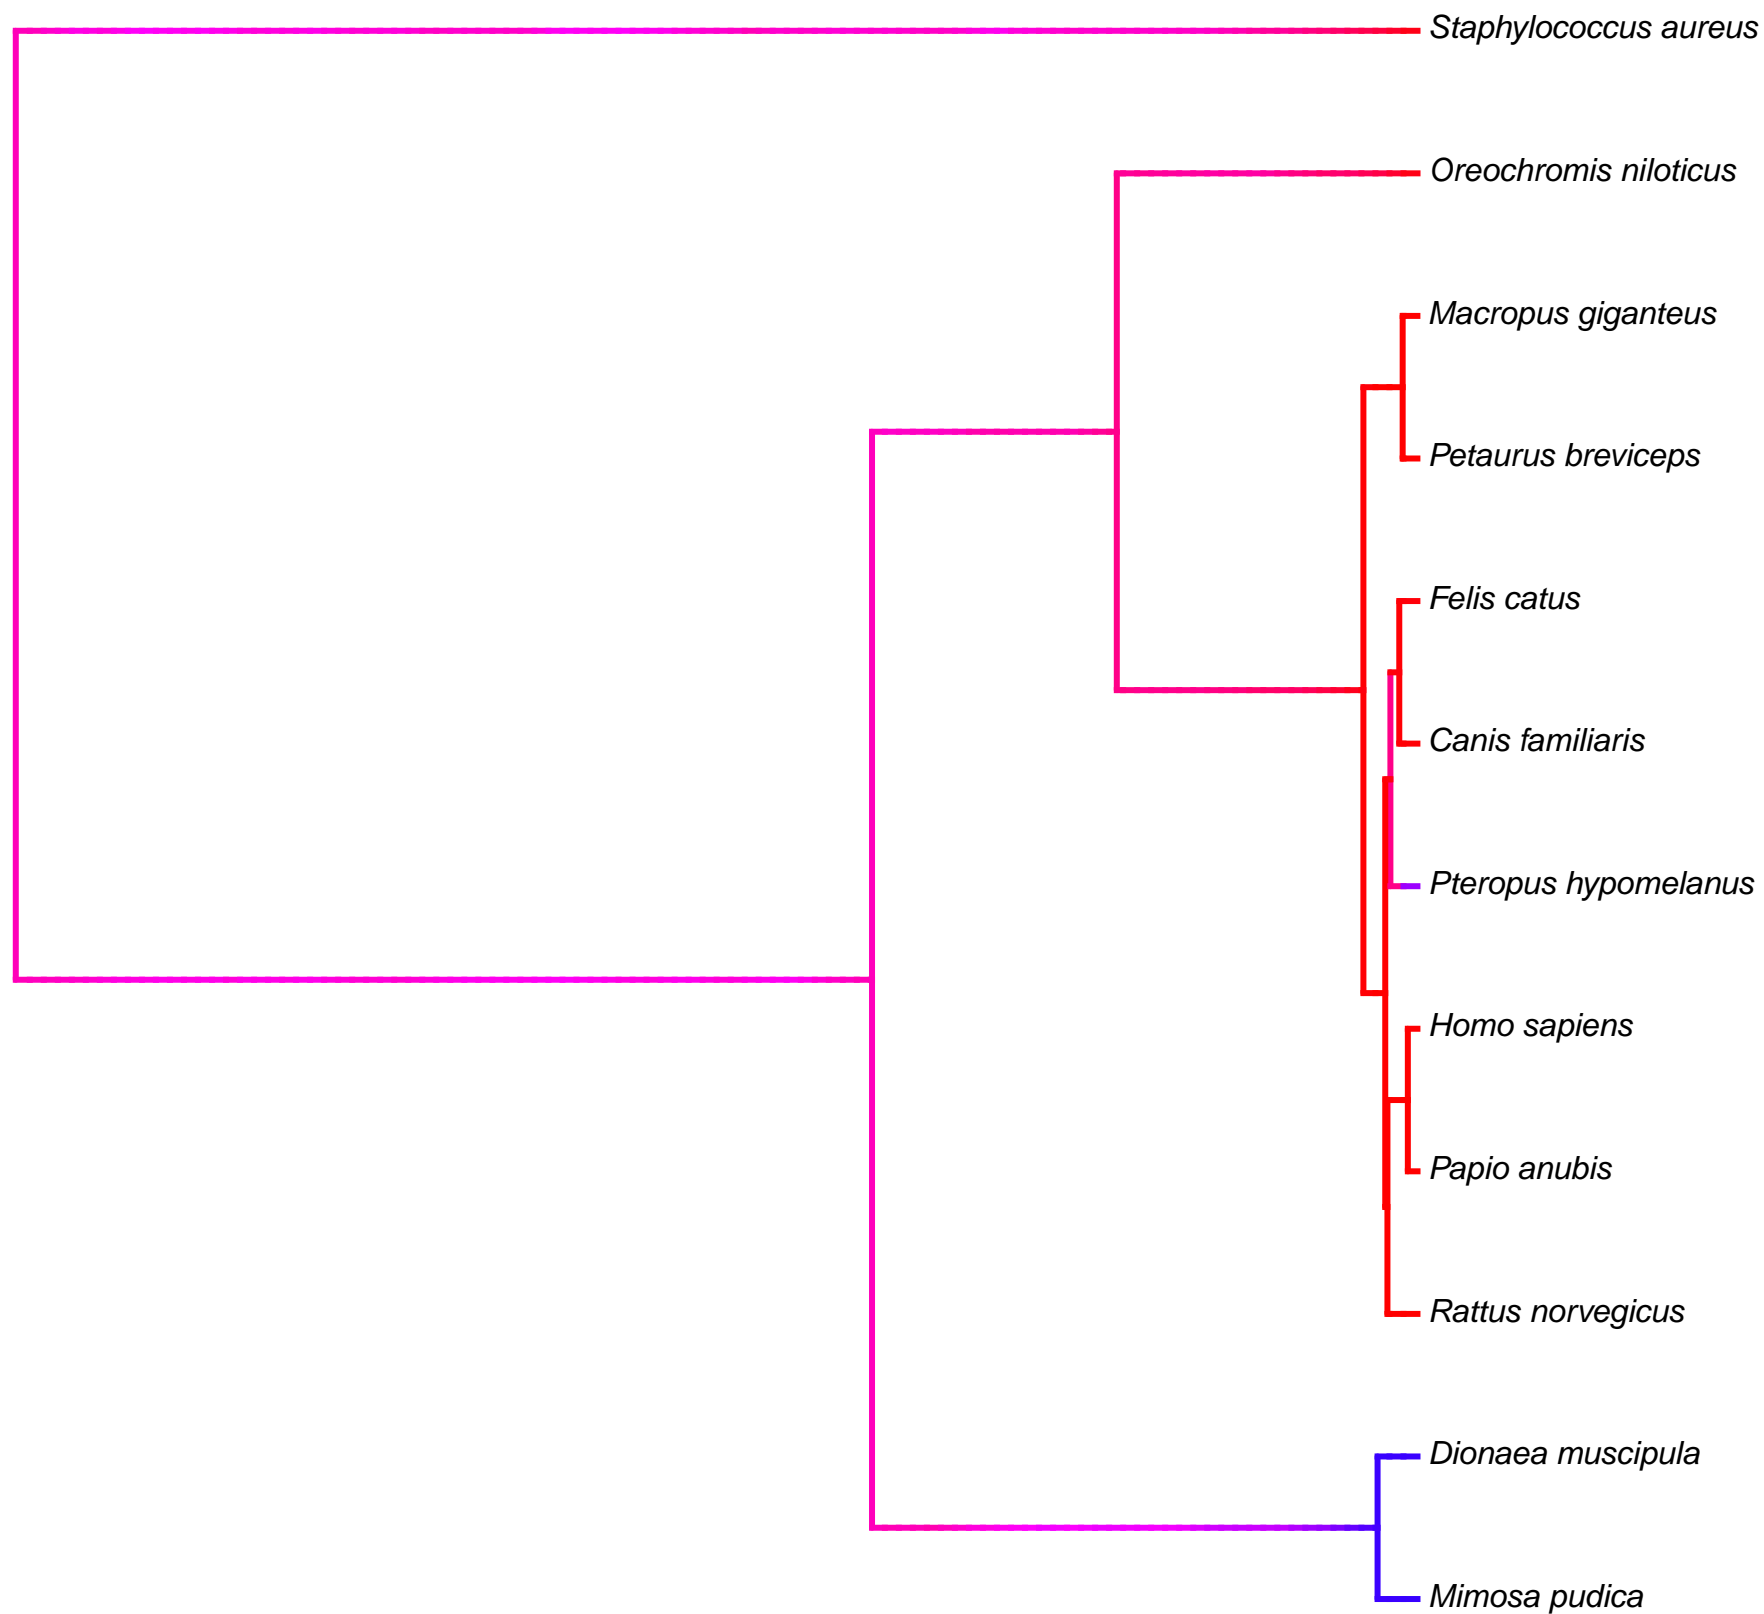 Staphylococcus aureus
Oreochromis niloticus
Macropus giganteus
Petaurus breviceps
Felis catus
Canis familiaris
Pteropus hypomelanus
Homo sapiens
Papio anubis
Rattus norvegicus
Dionaea muscipula
Mimosa pudica